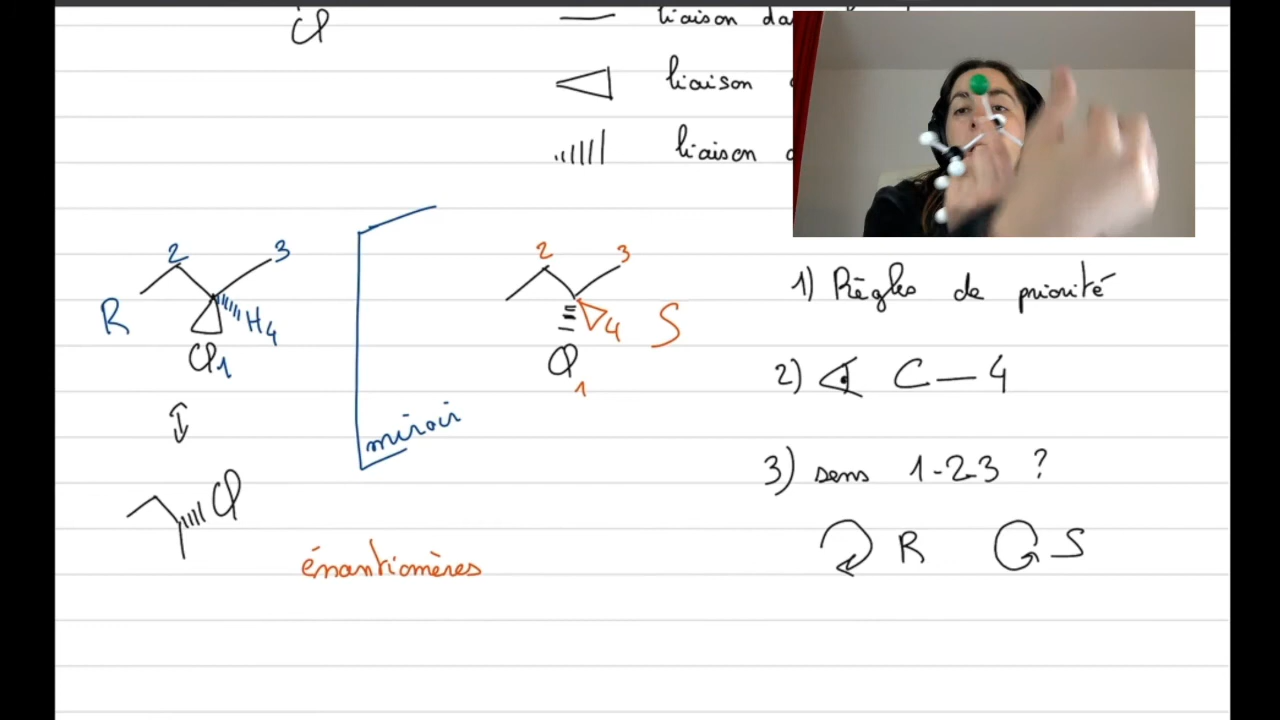 Cl
liaison
liaison
liaison
2 3
R
H4
Cl1
2 3
4 S
Cl
1
miroir
Cl
énantiomères
1) Règles de priorité
2) C — 4
3) sens 1-2-3 ?
R S